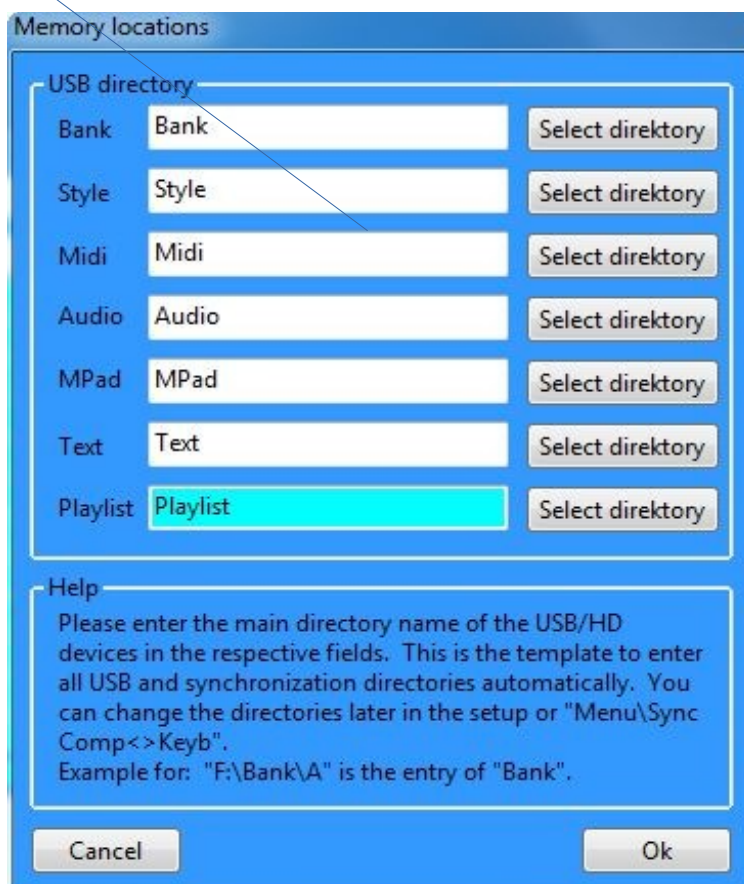 Memory locations
USB directory
Bank Bank Select direktory
Style Style Select direktory
Midi Midi Select direktory
Audio Audio Select direktory
MPad MPad Select direktory
Text Text Select direktory
Playlist Playlist Select direktory
Help
Please enter the main directory name of the USB/HD
devices in the respective fields.  This is the template to enter
all USB and synchronization directories automatically.  You
can change the directories later in the setup or "Menu\Sync
Comp<>Keyb".
Example for:  "F:\Bank\A" is the entry of "Bank".
Cancel Ok